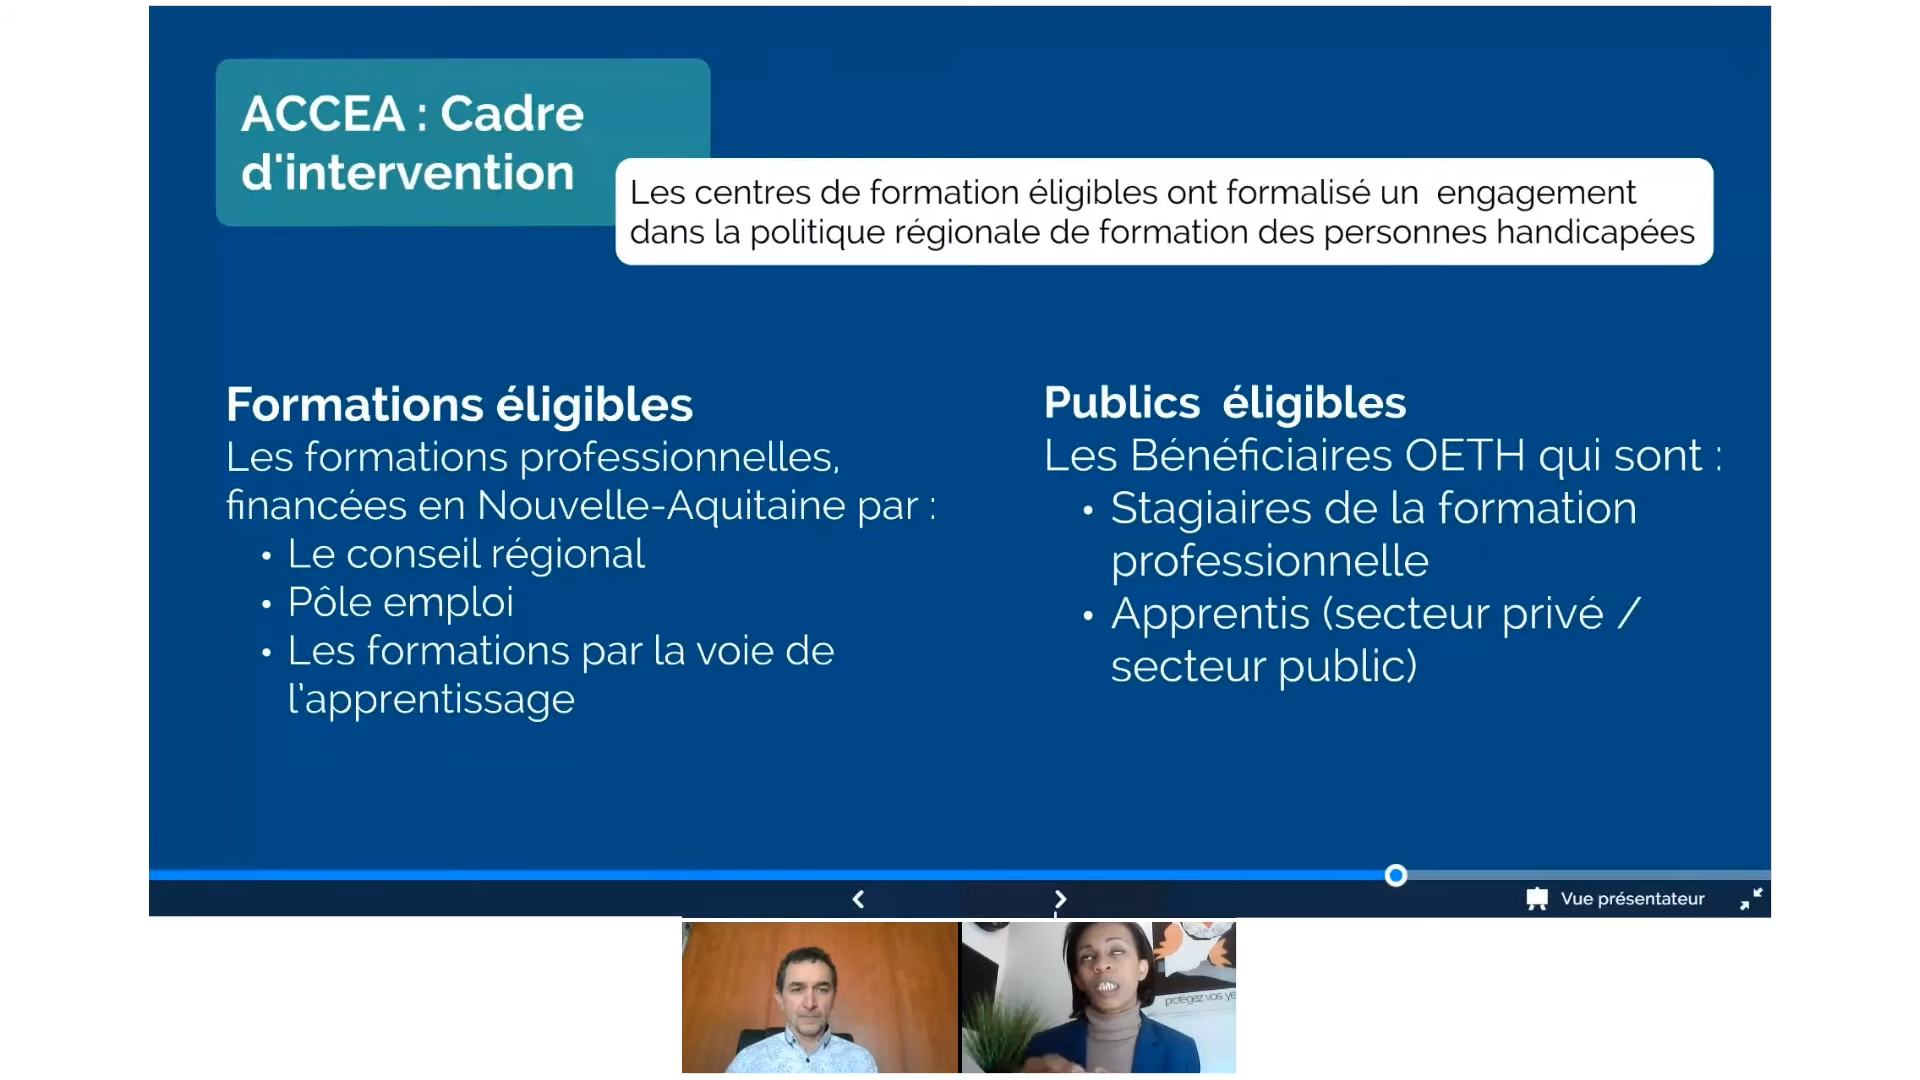 ACCEA : Cadre
d'intervention
Les centres de formation éligibles ont formalisé un  engagement
dans la politique régionale de formation des personnes handicapées
Formations éligibles
Les formations professionnelles,
financées en Nouvelle-Aquitaine par :
• Le conseil régional
• Pôle emploi
• Les formations par la voie de
l'apprentissage
Publics  éligibles
Les Bénéficiaires OETH qui sont :
• Stagiaires de la formation
professionnelle
• Apprentis (secteur privé /
secteur public)
Vue présentateur
protégez vos ye